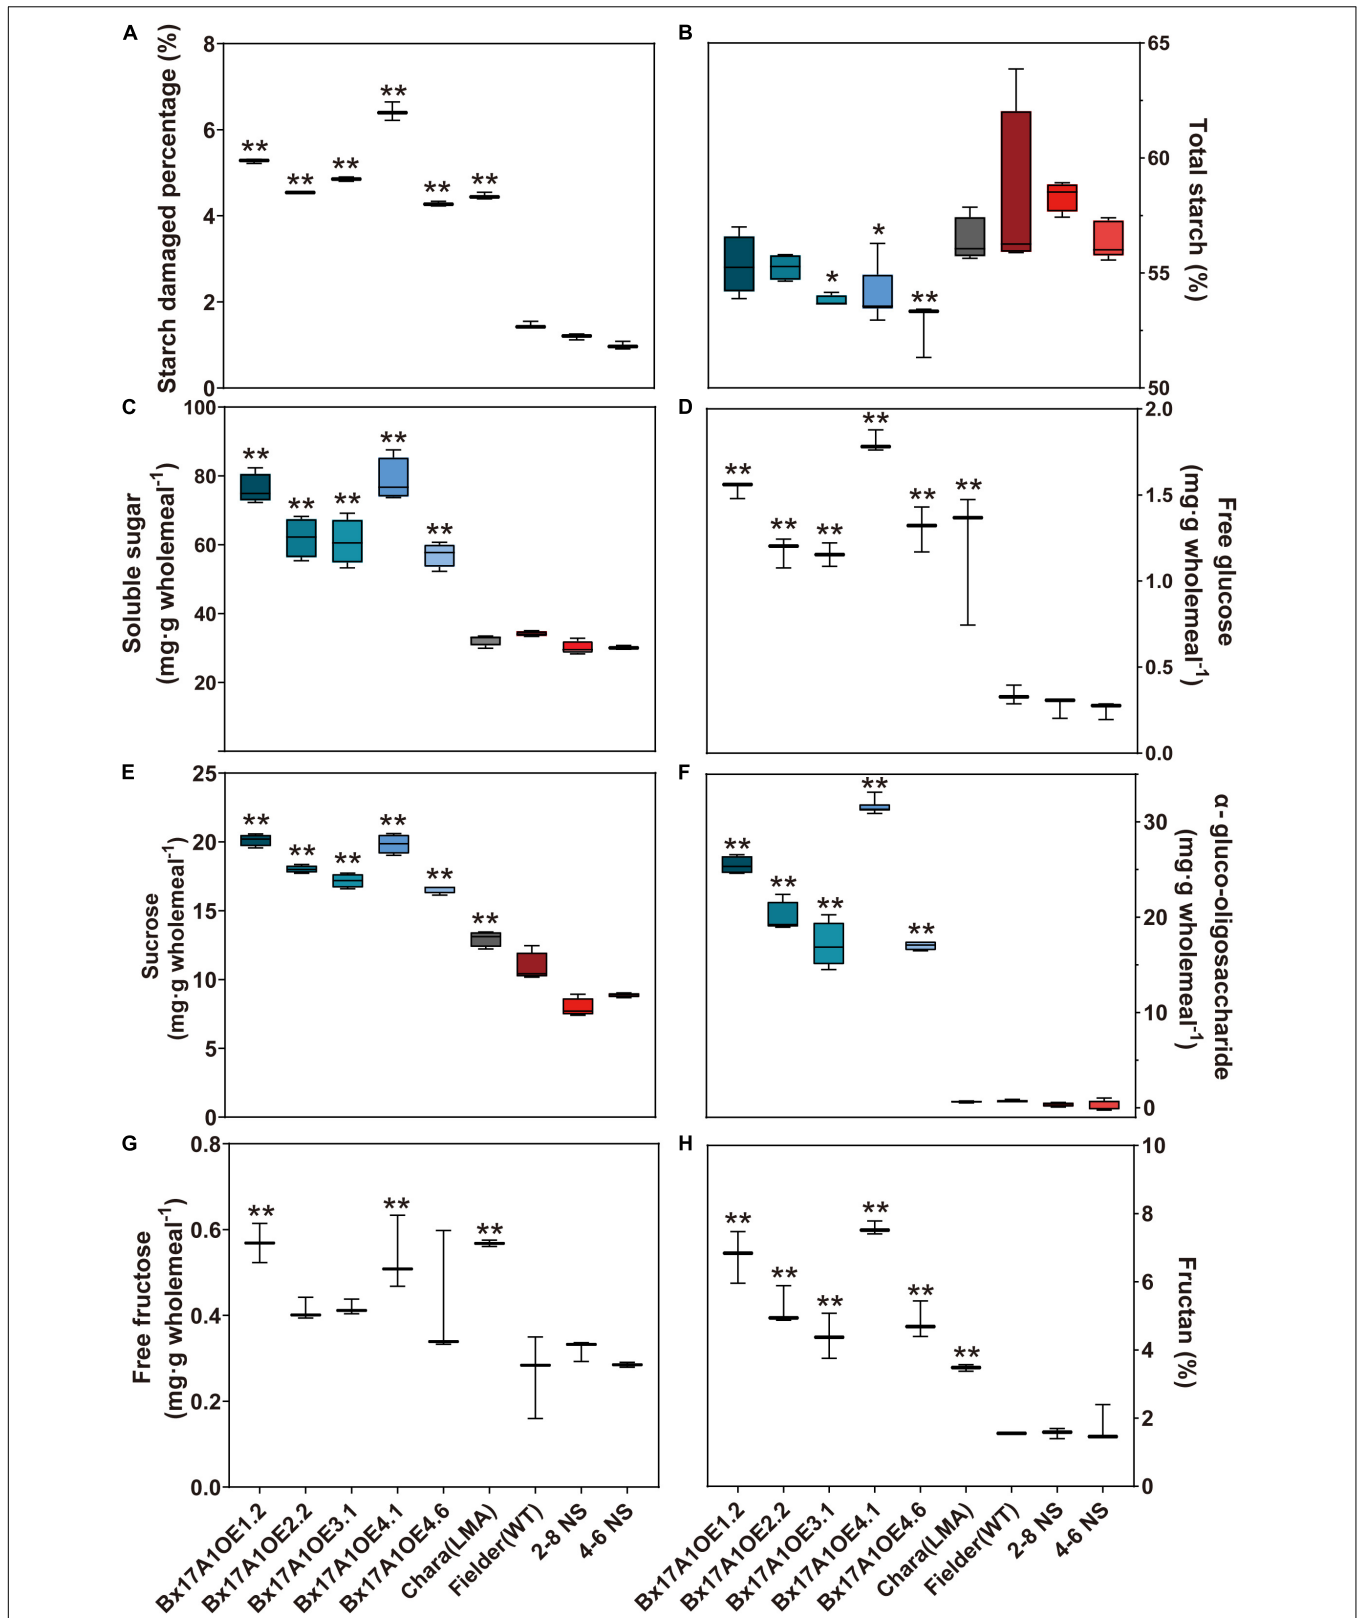 A
Starch damaged percentage (%)
8
6
4
2
0
**
**
**
**
**
**
B
Total starch (%)
65
60
55
50
*
*
**
C
Soluble sugar
(mg·g wholemeal⁻¹)
100
80
60
40
20
**
**
**
**
**
D
Free glucose
(mg·g wholemeal⁻¹)
2.0
1.5
1.0
0.5
0.0
**
**
**
**
**
**
E
Sucrose
(mg·g wholemeal⁻¹)
25
20
15
10
5
0
**
**
**
**
**
**
F
α- gluco-oligosaccharide
(mg·g wholemeal⁻¹)
30
20
10
0
**
**
**
**
**
G
Free fructose
(mg·g wholemeal⁻¹)
0.8
0.6
0.4
0.2
0.0
**
**
**
H
Fructan (%)
10
8
6
4
2
0
**
**
**
**
**
**
Bx17A1OE1.2
Bx17A1OE2.2
Bx17A1OE3.1
Bx17A1OE4.1
Bx17A1OE4.6
Chara(LMA)
Fielder(WT)
2-8 NS
4-6 NS
Bx17A1OE1.2
Bx17A1OE2.2
Bx17A1OE3.1
Bx17A1OE4.1
Bx17A1OE4.6
Chara(LMA)
Fielder(WT)
2-8 NS
4-6 NS